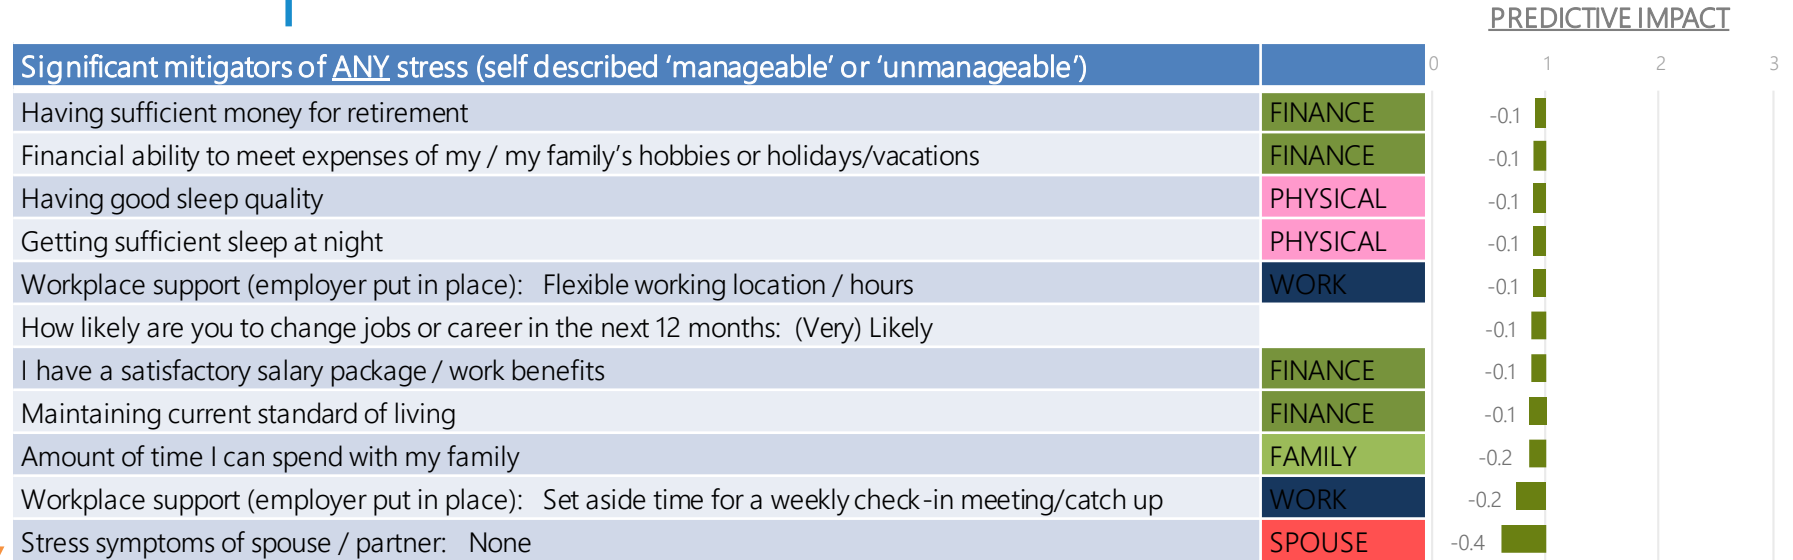 PREDICTIVE IMPACT
Significant mitigators of ANY stress (self described ‘manageable’ or ‘unmanageable’)
0 1 2 3
Having sufficient money for retirement FINANCE -0.1
Financial ability to meet expenses of my / my family’s hobbies or holidays/vacations FINANCE -0.1
Having good sleep quality PHYSICAL -0.1
Getting sufficient sleep at night PHYSICAL -0.1
Workplace support (employer put in place): Flexible working location / hours WORK -0.1
How likely are you to change jobs or career in the next 12 months: (Very) Likely -0.1
I have a satisfactory salary package / work benefits FINANCE -0.1
Maintaining current standard of living FINANCE -0.1
Amount of time I can spend with my family FAMILY -0.2
Workplace support (employer put in place): Set aside time for a weekly check-in meeting/catch up WORK -0.2
Stress symptoms of spouse / partner: None SPOUSE -0.4